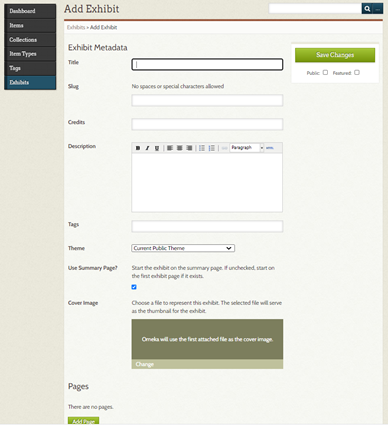 Dashboard
Items
Collections
Item Types
Tags
Exhibits
Add Exhibit
...
Exhibits › Add Exhibit
Exhibit Metadata
Title
Slug
No spaces or special characters allowed
Credits
Description
B I U
Paragraph
HTML
Tags
Theme
Current Public Theme
Use Summary Page?
Start the exhibit on the summary page. If unchecked, start
on the first exhibit page if it exists.
Cover Image
Choose a file to represent this exhibit. The selected file will serve
as the thumbnail for the exhibit.
Omeka will use the first attached file as the cover image.
Change
Pages
There are no pages.
Add Page
Save Changes
Public: Featured: